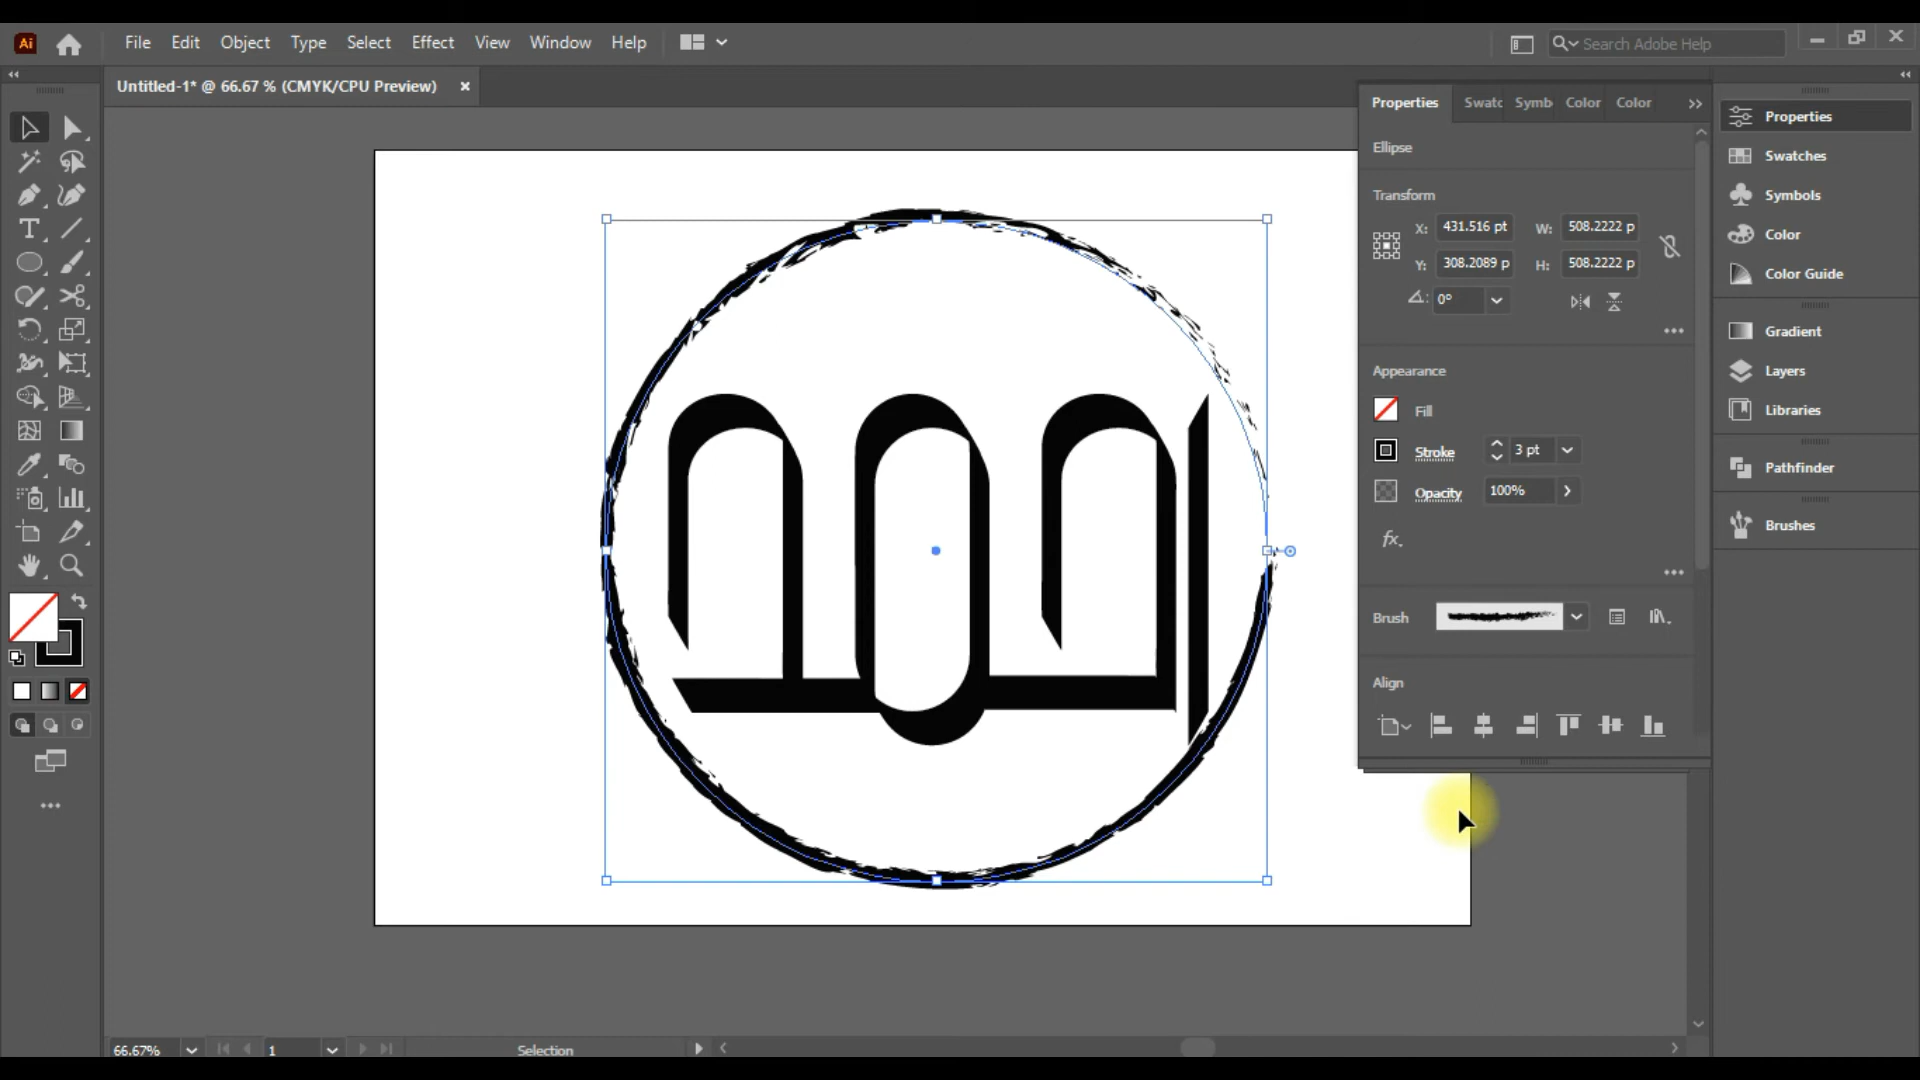 Ai
File Edit Object Type Select Effect View Window Help
Search Adobe Help
Untitled-1* @ 66.67 % (CMYK/CPU Preview)
Properties Swatc Symb Color Color
Ellipse
Transform
X: 431.516 pt W: 508.2222 p
Y: 308.2089 p H: 508.2222 p
0°
Appearance
Fill
Stroke 3 pt
Opacity 100%
fx.
Brush
Align
Properties
Swatches
Symbols
Color
Color Guide
Gradient
Layers
Libraries
Pathfinder
Brushes
66.67% 1 Selection